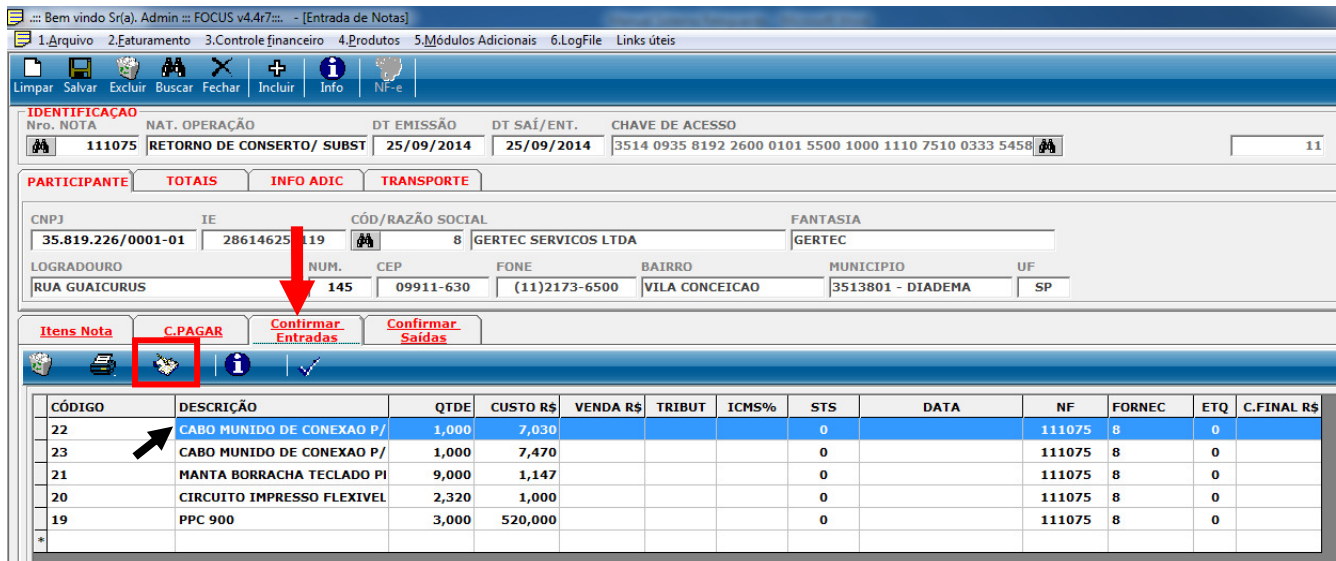 .::: Bem vindo Sr(a). Admin ::: FOCUS v4.4r7:::. - [Entrada de Notas]
1.Arquivo 2.Faturamento 3.Controle financeiro 4.Produtos 5.Módulos Adicionais 6.LogFile Links úteis
Limpar Salvar Excluir Buscar Fechar Incluir Info NF-e
IDENTIFICAÇAO
Nro. NOTA NAT. OPERAÇÃO DT EMISSÃO DT SAÍ/ENT. CHAVE DE ACESSO
111075 RETORNO DE CONSERTO/ SUBST 25/09/2014 25/09/2014 3514 0935 8192 2600 0101 5500 1000 1110 7510 0333 5458 11
PARTICIPANTE TOTAIS INFO ADIC TRANSPORTE
CNPJ IE CÓD/RAZÃO SOCIAL FANTASIA
35.819.226/0001-01 8 GERTEC SERVICOS LTDA GERTEC
LOGRADOURO NUM. CEP FONE BAIRRO MUNICIPIO UF
RUA GUAICURUS 145 09911-630 (11)2173-6500 VILA CONCEICAO 3513801 - DIADEMA SP
Itens Nota C.PAGAR Confirmar Entradas Confirmar Saídas
CÓDIGO DESCRIÇÃO QTDE CUSTO R$ VENDA R$ TRIBUT ICMS% STS DATA NF FORNEC ETQ C.FINAL R$
22 CABO MUNIDO DE CONEXAO P/ 1,000 7,030 0 111075 8 0
23 CABO MUNIDO DE CONEXAO P/ 1,000 7,470 0 111075 8 0
21 MANTA BORRACHA TECLADO PI 9,000 1,147 0 111075 8 0
20 CIRCUITO IMPRESSO FLEXIVEL 2,320 1,000 0 111075 8 0
19 PPC 900 3,000 520,000 0 111075 8 0
*